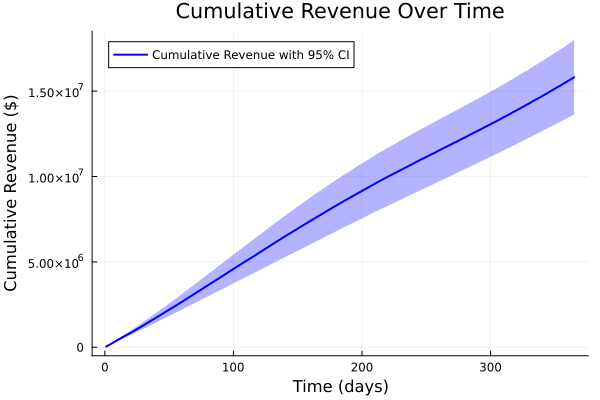 Cumulative Revenue Over Time
Cumulative Revenue with 95% CI
Cumulative Revenue ($)
1.50×10⁷
1.00×10⁷
5.00×10⁶
0
0 100 200 300
Time (days)